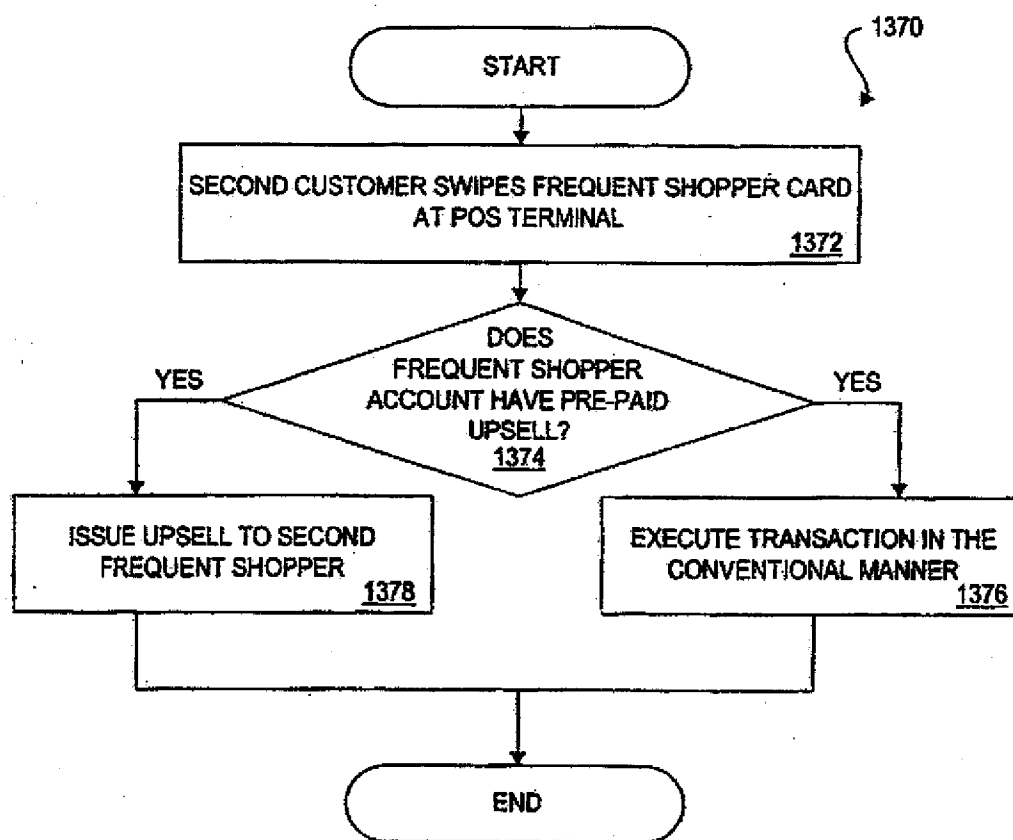 1370
START
SECOND CUSTOMER SWIPES FREQUENT SHOPPER CARD
AT POS TERMINAL
1372
DOES
FREQUENT SHOPPER
ACCOUNT HAVE PRE-PAID
UPSELL?
1374
YES
YES
ISSUE UPSELL TO SECOND
FREQUENT SHOPPER
1378
EXECUTE TRANSACTION IN THE
CONVENTIONAL MANNER
1376
END